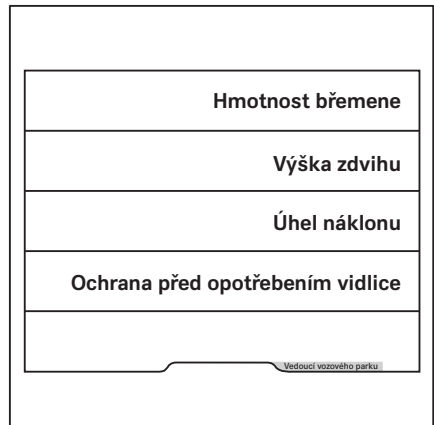 Hmotnost břemene
Výška zdvihu
Úhel náklonu
Ochrana před opotřebením vidlice
Vedoucí vozového parku